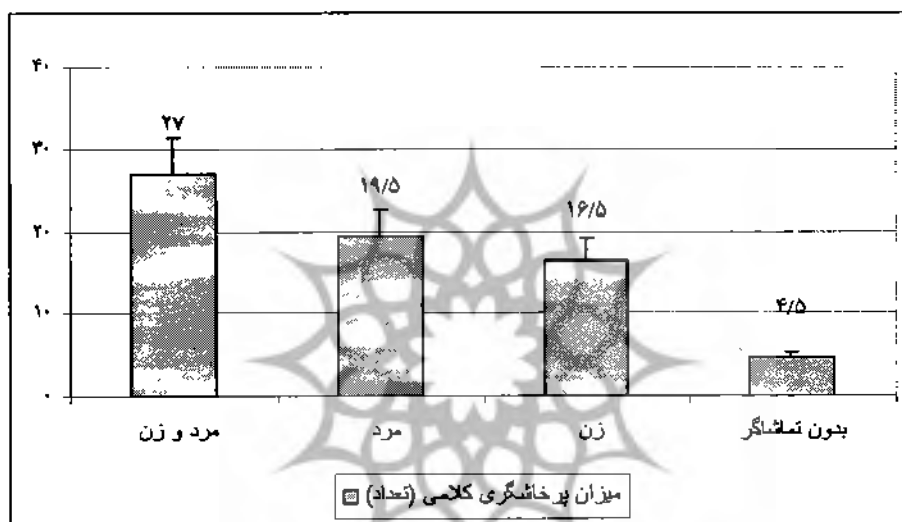 ۴۰
۳۰
۲۰
۱۰
۰
۲۷
۱۹/۵
۱۶/۵
۴/۵
مرد و زن
مرد
زن
بدون تماشاگر
میزان پرخاشگری کلامی (تعداد)